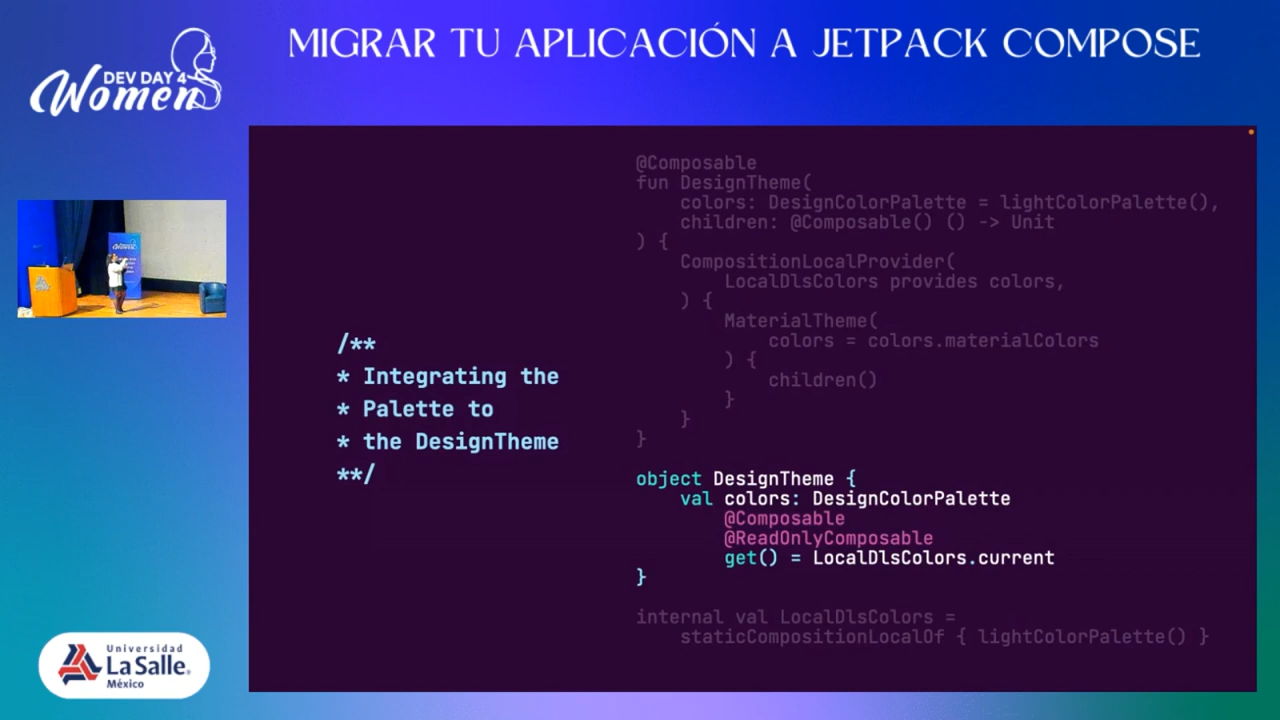 MIGRAR TU APLICACIÓN A JETPACK COMPOSE
DEV DAY 4
Women
/**
* Integrating the
* Palette to
* the DesignTheme
**/
@Composable
fun DesignTheme(
    colors: DesignColorPalette = lightColorPalette(),
    children: @Composable() () -> Unit
) {
    CompositionLocalProvider(
        LocalDlsColors provides colors,
    ) {
        MaterialTheme(
            colors = colors.materialColors
        ) {
            children()
        }
    }
}
object DesignTheme {
    val colors: DesignColorPalette
        @Composable
        @ReadOnlyComposable
        get() = LocalDlsColors.current
}
internal val LocalDlsColors =
    staticCompositionLocalOf { lightColorPalette() }
Universidad
La Salle®
México